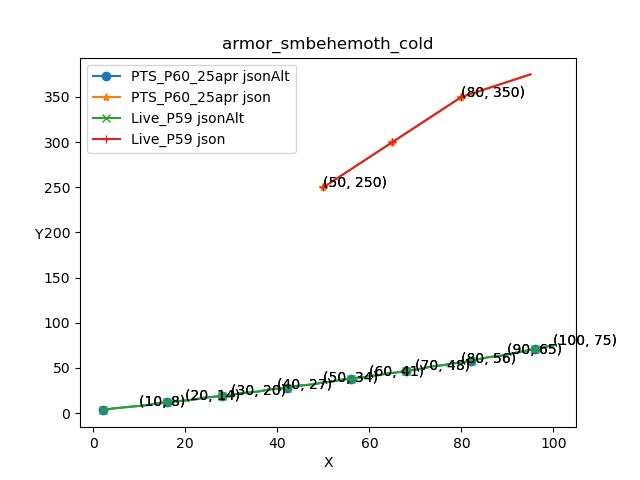 armor_smbehemoth_cold
PTS_P60_25apr jsonAlt
PTS_P60_25apr json
Live_P59 jsonAlt
Live_P59 json
(80, 350)
(50, 250)
(100, 75)
(90, 65)
(80, 56)
(70, 48)
(60, 41)
(50, 34)
(40, 27)
(30, 20)
(20, 14)
(10, 8)
Y
350
300
250
200
150
100
50
0
0 20 40 60 80 100
X